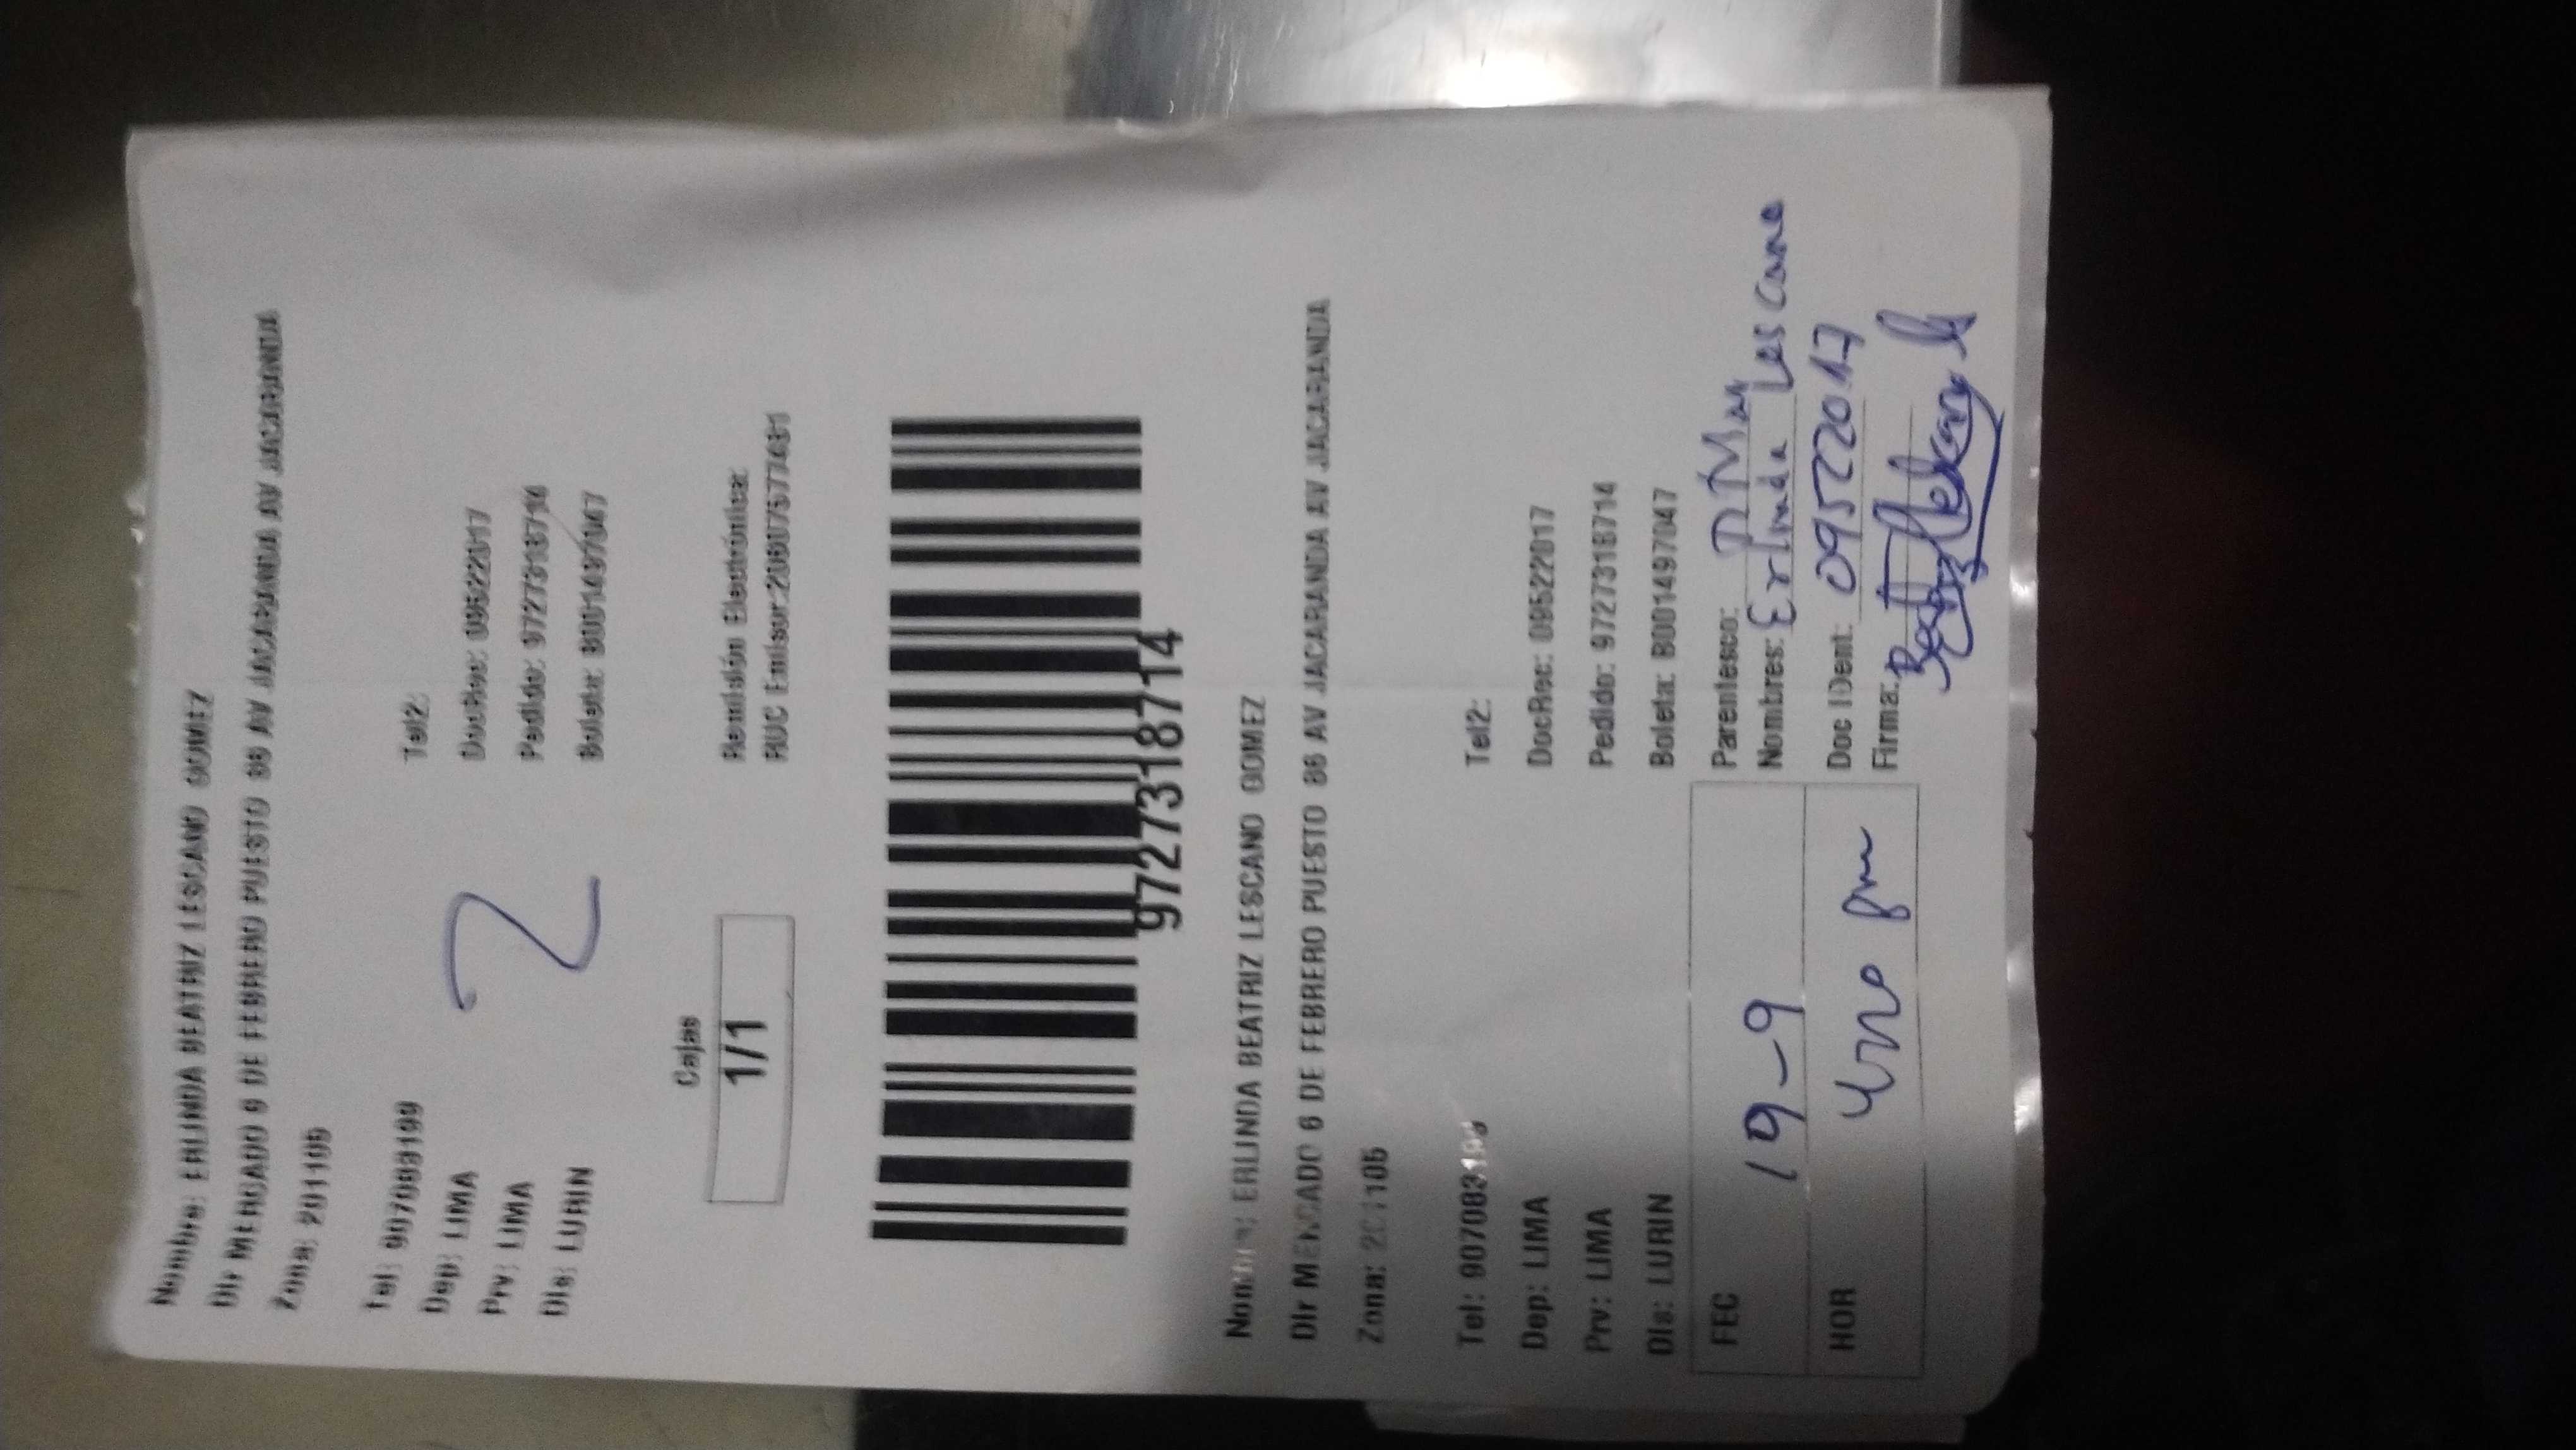 Nombre: ERLINDA BEATRIZ LESCANO GOMEZ
Dir MERCADO 6 DE FEBRERO PUESTO 86 AV JACARANDA AV JACARANDA
Zona: 201105
Tel: 907083199
Tel2:
Dep: LIMA
DocRec: 09522017
Prv: LIMA
Pedido: 9727318714
Dis: LURIN
Boleta: B001497047
2
Cajas
1/1
Remisión Electrónica:
RUC Emisor:
9727318714
Nombre: ERLINDA BEATRIZ LESCANO GOMEZ
Dir MERCADO 6 DE FEBRERO PUESTO 86 AV JACARANDA AV JACARANDA
Zona: 201105
Tel: 907083199
Tel2:
Dep: LIMA
DocRec: 09522017
Prv: LIMA
Pedido: 9727318714
Dis: LURIN
Boleta: B001497047
FEC 19-9
Parentesco:
Nombres: Erlinda Lescano
HOR
Doc IDent: 09522017
Firma: